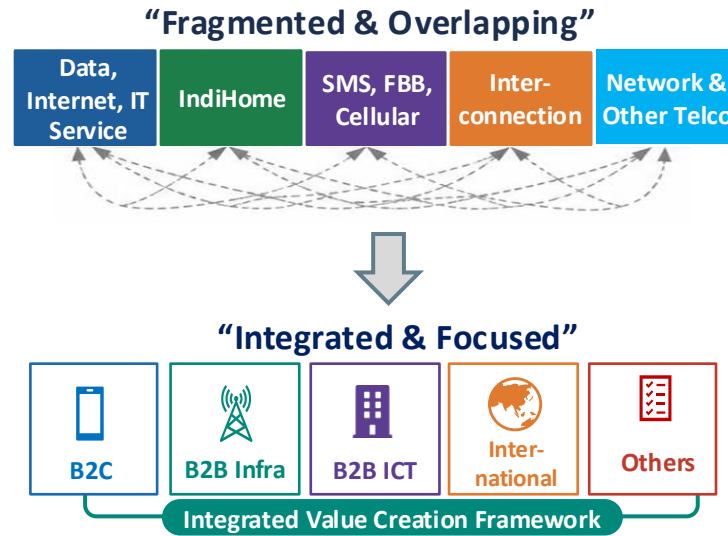 “Fragmented & Overlapping”
Data,
Internet, IT
Service
IndiHome
SMS, FBB,
Cellular
Inter-
connection
Network &
Other Telco
“Integrated & Focused”
B2C
B2B Infra
B2B ICT
Inter-
national
Others
Integrated Value Creation Framework